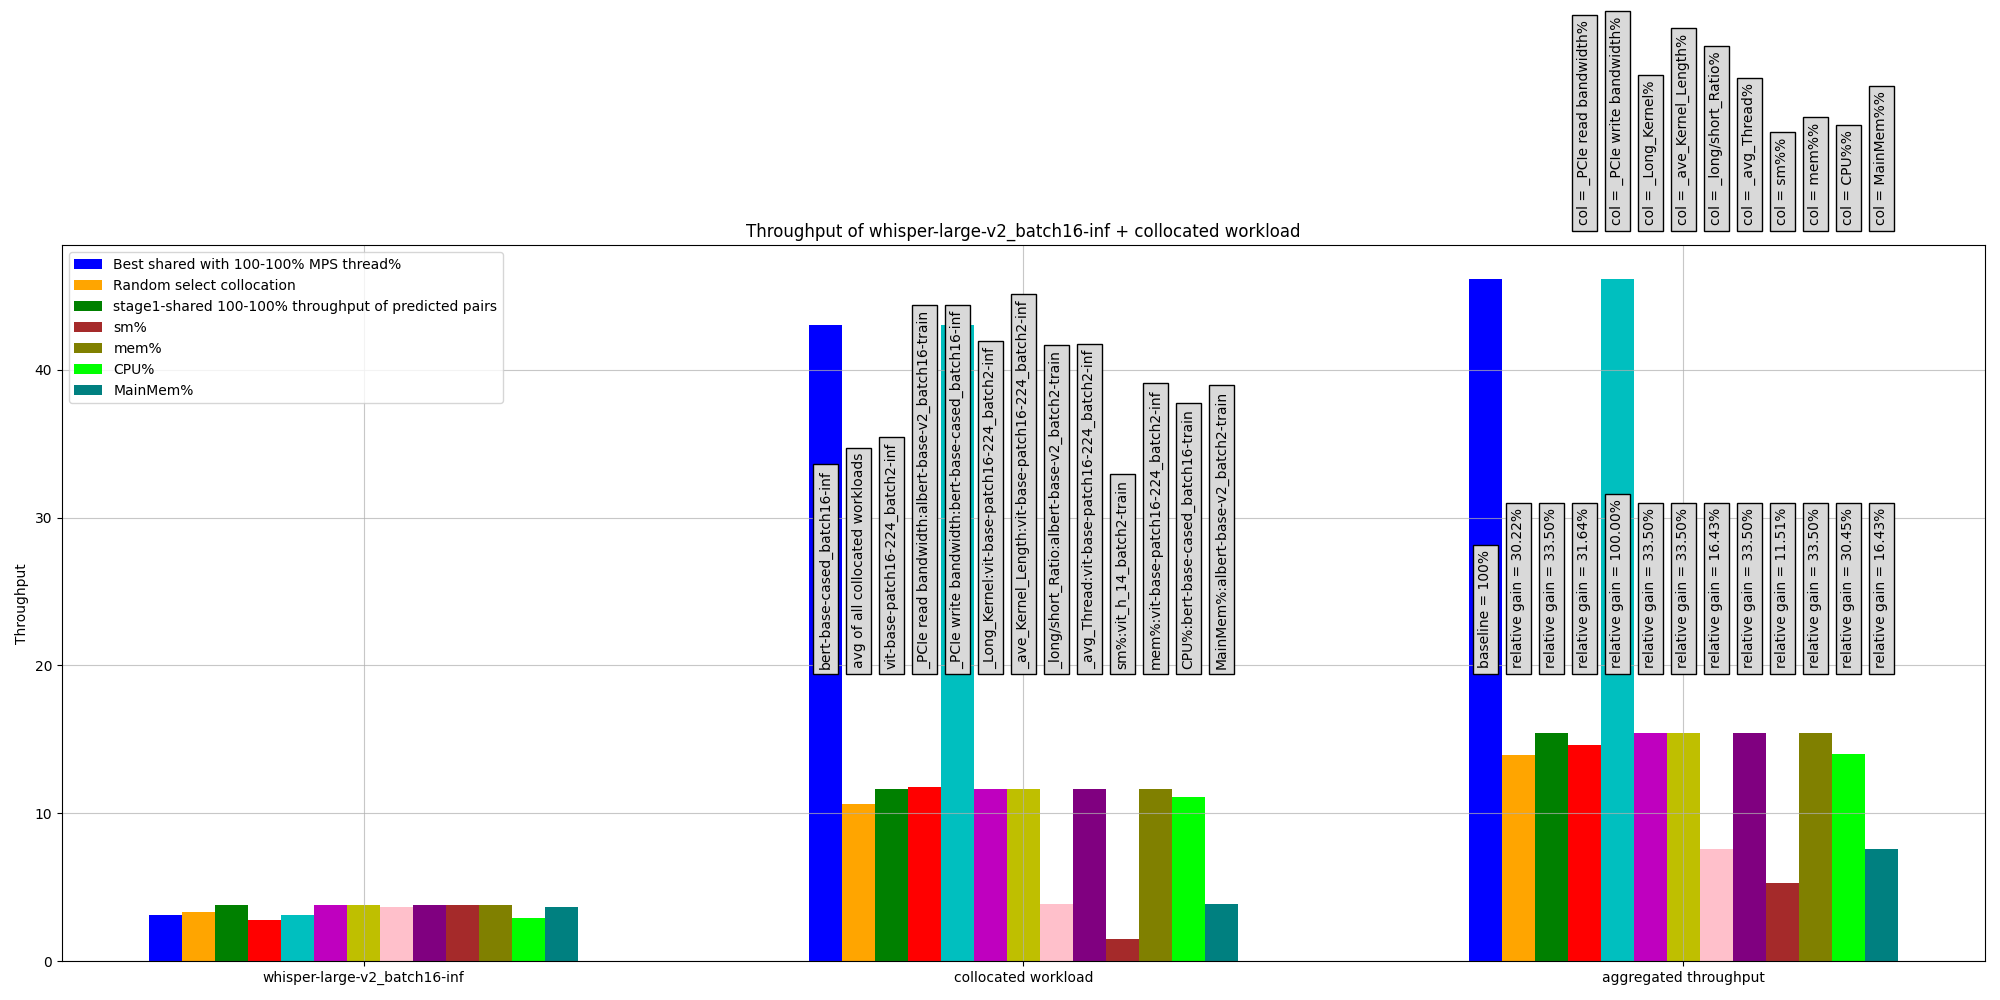 col = _PCIe read bandwidth%
col = _PCIe write bandwidth%
col = _Long_Kernel%
col = _ave_Kernel_Length%
col = _long/short_Ratio%
col = _avg_Thread%
col = sm%%
col = mem%%
col = CPU%%
col = MainMem%%
Throughput of whisper-large-v2_batch16-inf + collocated workload
Best shared with 100-100% MPS thread%
Random select collocation
stage1-shared 100-100% throughput of predicted pairs
sm%
mem%
CPU%
MainMem%
Throughput
40
30
20
10
0
bert-base-cased_batch16-inf
avg of all collocated workloads
vit-base-patch16-224_batch2-inf
_PCIe read bandwidth:albert-base-v2_batch16-train
_PCIe write bandwidth:bert-base-cased_batch16-inf
_Long_Kernel:vit-base-patch16-224_batch2-inf
_ave_Kernel_Length:vit-base-patch16-224_batch2-inf
_long/short_Ratio:albert-base-v2_batch2-train
_avg_Thread:vit-base-patch16-224_batch2-inf
sm%:vit_h_14_batch2-train
mem%:vit-base-patch16-224_batch2-inf
CPU%:bert-base-cased_batch16-train
MainMem%:albert-base-v2_batch2-train
baseline = 100%
relative gain = 30.22%
relative gain = 33.50%
relative gain = 31.64%
relative gain = 100.00%
relative gain = 33.50%
relative gain = 33.50%
relative gain = 16.43%
relative gain = 33.50%
relative gain = 11.51%
relative gain = 33.50%
relative gain = 30.45%
relative gain = 16.43%
whisper-large-v2_batch16-inf
collocated workload
aggregated throughput